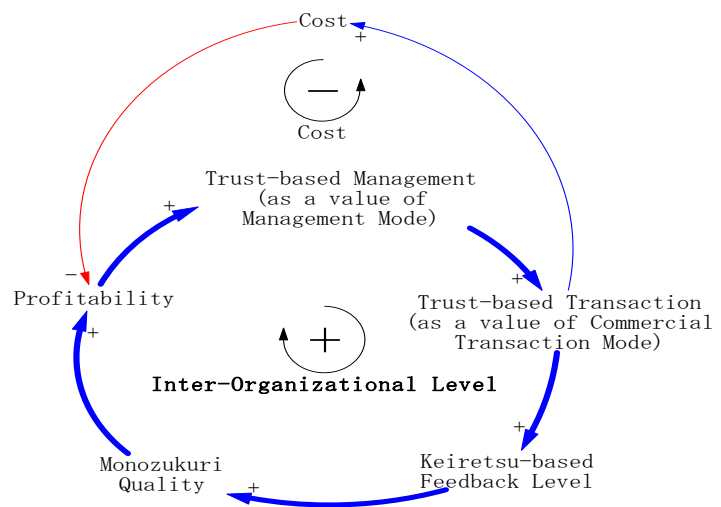 Cost
+
−
Cost
Trust-based Management
(as a value of
Management Mode)
+
+
−
Profitability
+
Trust-based Transaction
(as a value of Commercial
Transaction Mode)
+
Inter-Organizational Level
+
Monozukuri
Quality
+
Keiretsu-based
Feedback Level
+